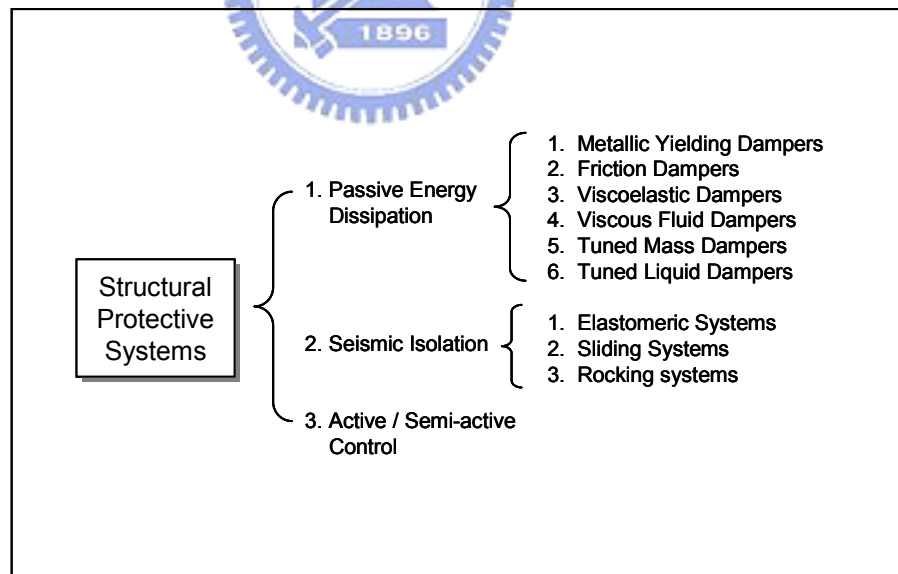 1896
Structural
Protective
Systems
1. Passive Energy
Dissipation
1. Metallic Yielding Dampers
2. Friction Dampers
3. Viscoelastic Dampers
4. Viscous Fluid Dampers
5. Tuned Mass Dampers
6. Tuned Liquid Dampers
2. Seismic Isolation
1. Elastomeric Systems
2. Sliding Systems
3. Rocking systems
3. Active / Semi-active
Control